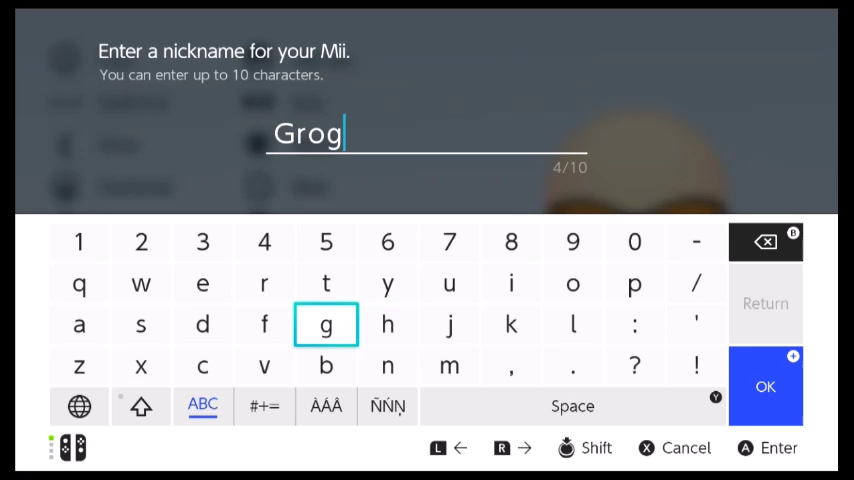 Enter a nickname for your Mii.
You can enter up to 10 characters.
Grog
4/10
1 2 3 4 5 6 7 8 9 0 - B
q w e r t y u i o p / Return
a s d f g h j k l : '
z x c v b n m , . ? ! + OK
ABC #+= ÀÁÂ ÑŃṆ Space Y
L ← R → Shift X Cancel A Enter